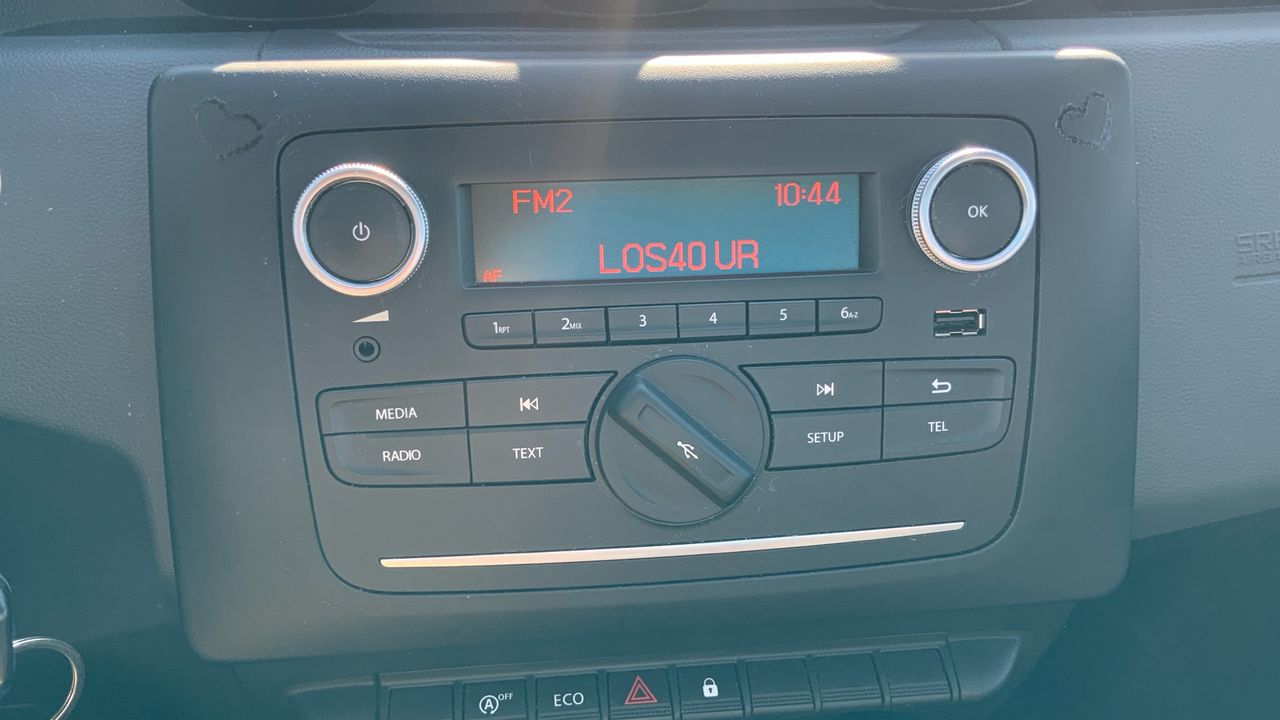 FM2 10:44
AF LOS40 UR
OK
1RPT 2MIX 3 4 5 6A-Z
MEDIA
RADIO TEXT SETUP TEL
A OFF ECO